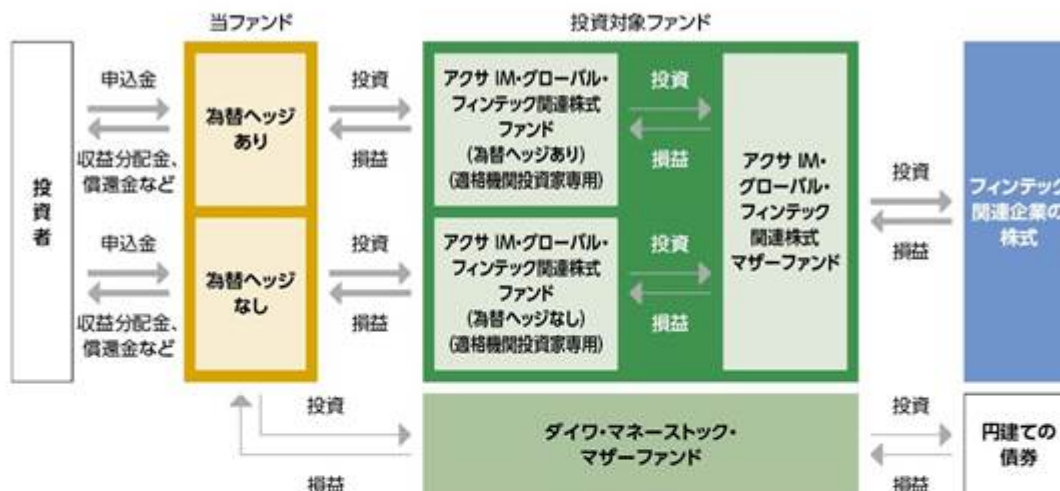 当ファンド
投資対象ファンド
投資者
申込金
収益分配金、
償還金など
申込金
収益分配金、
償還金など
為替ヘッジ
あり
為替ヘッジ
なし
投資
損益
投資
損益
アクサ IM・グローバル・
フィンテック関連株式
ファンド
(為替ヘッジあり)
(適格機関投資家専用)
アクサ IM・グローバル・
フィンテック関連株式
ファンド
(為替ヘッジなし)
(適格機関投資家専用)
投資
損益
投資
損益
アクサ IM・
グローバル・
フィンテック
関連株式
マザーファンド
投資
損益
フィンテック
関連企業の
株式
投資
損益
ダイワ・マネーストック・
マザーファンド
投資
損益
円建ての
債券